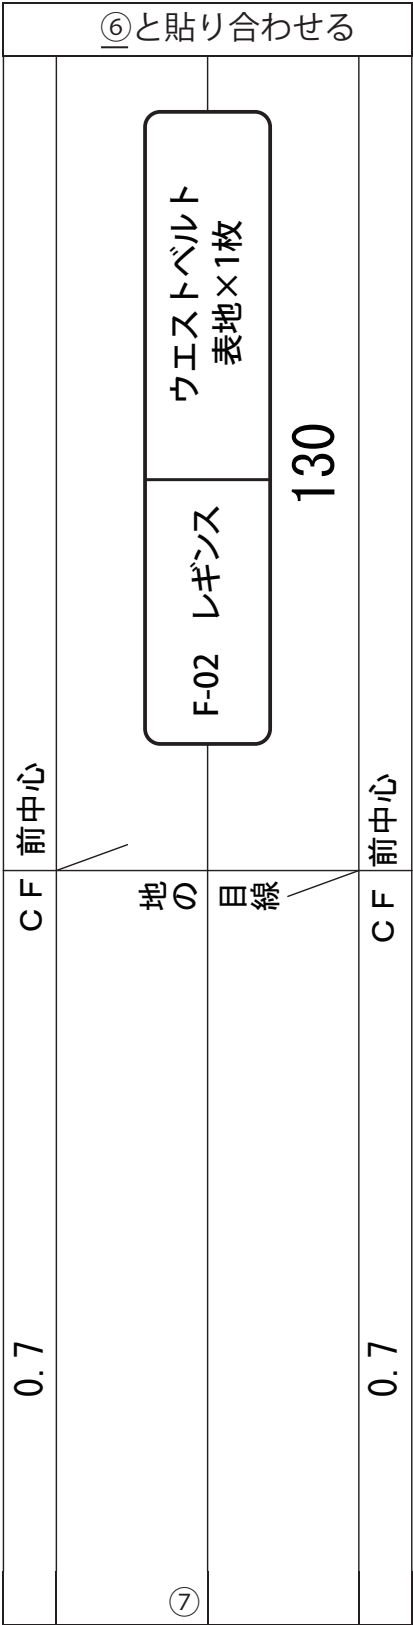 ⑥と貼り合わせる
ウエストベルト
表地×1枚
F-02 レギンス
130
CF 前中心
地の目線
CF 前中心
0.7
0.7
⑦